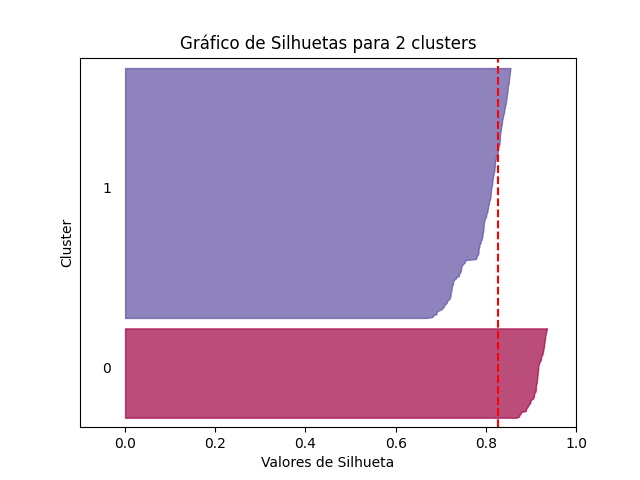 Gráfico de Silhuetas para 2 clusters
Cluster
1
0
0.0 0.2 0.4 0.6 0.8 1.0
Valores de Silhueta